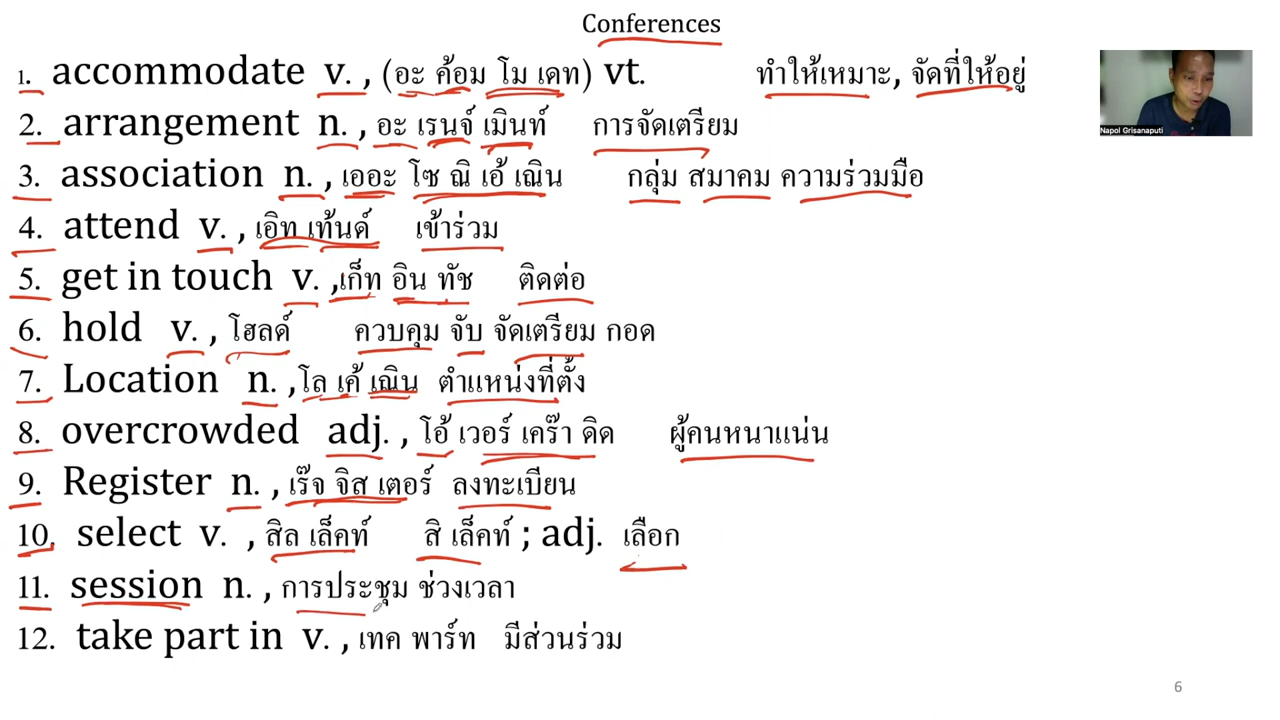 Conferences
1. accommodate v. , (อะ ค้อม โม เดท) vt. ทำให้เหมาะ, จัดที่ให้อยู่
Napol Grisanaputi
2. arrangement n. , อะ เรนจ์ เมินท์ การจัดเตรียม
3. association n. , เออะ โซ ณิ เอ้ เณิน กลุ่ม สมาคม ความร่วมมือ
4. attend v. , เอิท เท้นด์ เข้าร่วม
5. get in touch v. ,เก็ท อิน ทัช ติดต่อ
6. hold v. , โฮลด์ ควบคุม จับ จัดเตรียม กอด
7. Location n. ,โล เค้ เณิน ตำแหน่งที่ตั้ง
8. overcrowded adj. , โอ้ เวอร์ เคร๊า ดิด ผู้คนหนาแน่น
9. Register n. , เร๊จ จิส เตอร์ ลงทะเบียน
10. select v. , สิล เล็คท์ สิ เล็คท์ ; adj. เลือก
11. session n. , การประชุม ช่วงเวลา
12. take part in v. , เทค พาร์ท มีส่วนร่วม
6